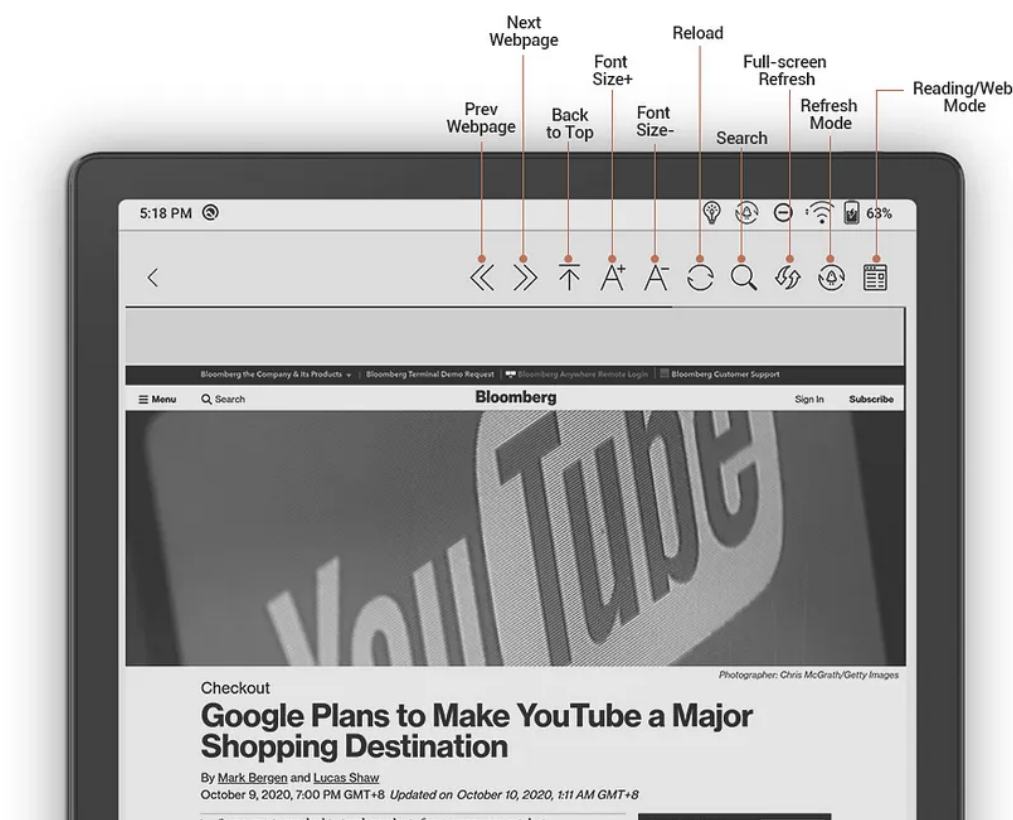 Next
Webpage
Reload
Font
Size+
Full-screen
Refresh
Reading/Web
Mode
Prev
Webpage
Back
to Top
Font
Size-
Refresh
Mode
Search
5:18 PM
63%
A+
A-
Bloomberg the Company & Its Products
Bloomberg Terminal Demo Request
Bloomberg Anywhere Remote Login
Bloomberg Customer Support
Menu
Search
Bloomberg
Sign In
Subscribe
YouTube
Photographer: Chris McGrath/Getty Images
Checkout
Google Plans to Make YouTube a Major
Shopping Destination
By Mark Bergen and Lucas Shaw
October 9, 2020, 7:00 PM GMT+8 Updated on October 10, 2020, 1:11 AM GMT+8